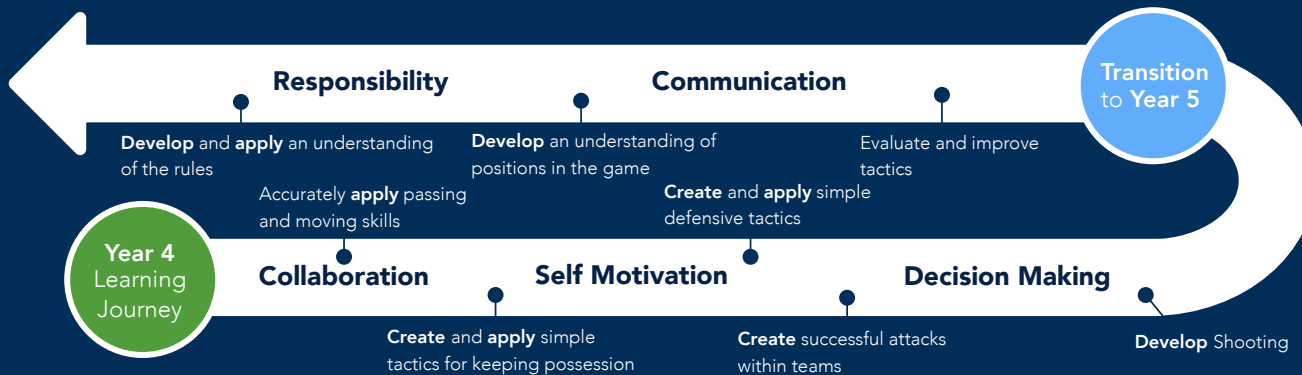 Responsibility
Communication
Transition
to Year 5
Develop and apply an understanding
of the rules
Develop an understanding of
positions in the game
Evaluate and improve
tactics
Accurately apply passing
and moving skills
Create and apply simple
defensive tactics
Year 4
Learning
Journey
Collaboration
Self Motivation
Decision Making
Create and apply simple
tactics for keeping possession
Create successful attacks
within teams
Develop Shooting